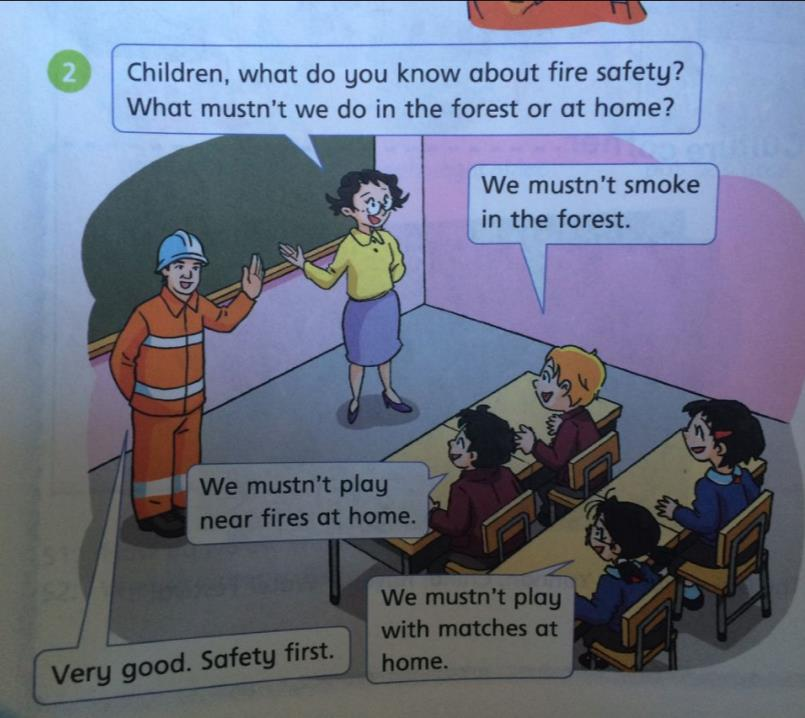 2
Children, what do you know about fire safety?
What mustn't we do in the forest or at home?
We mustn't smoke
in the forest.
We mustn't play
near fires at home.
We mustn't play
with matches at
home.
Very good. Safety first.